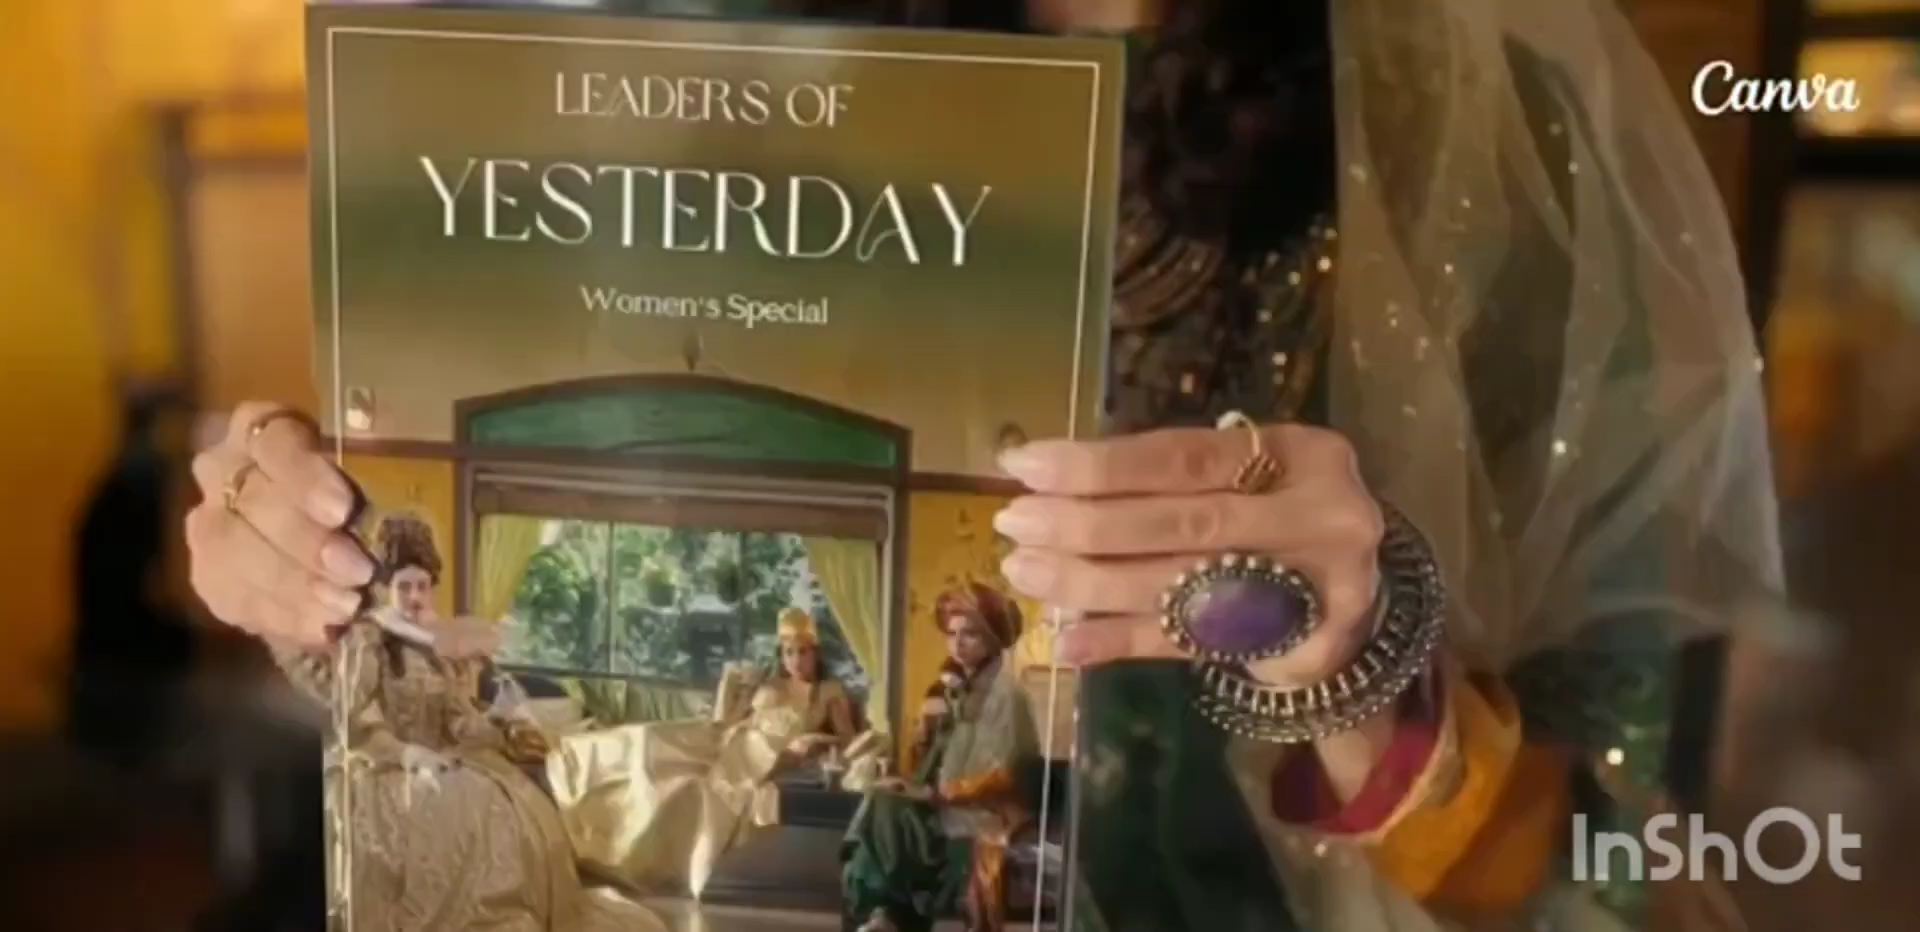 LEADERS OF
YESTERDAY
Women's Special
Canva
InShOt